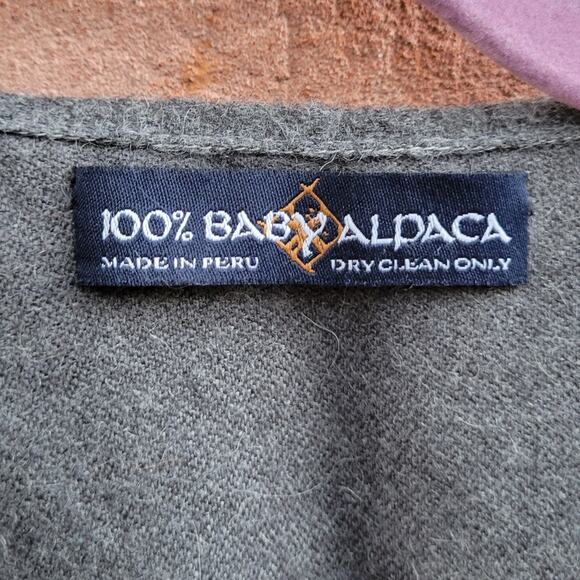 100% BABY ALPACA
MADE IN PERU DRY CLEAN ONLY